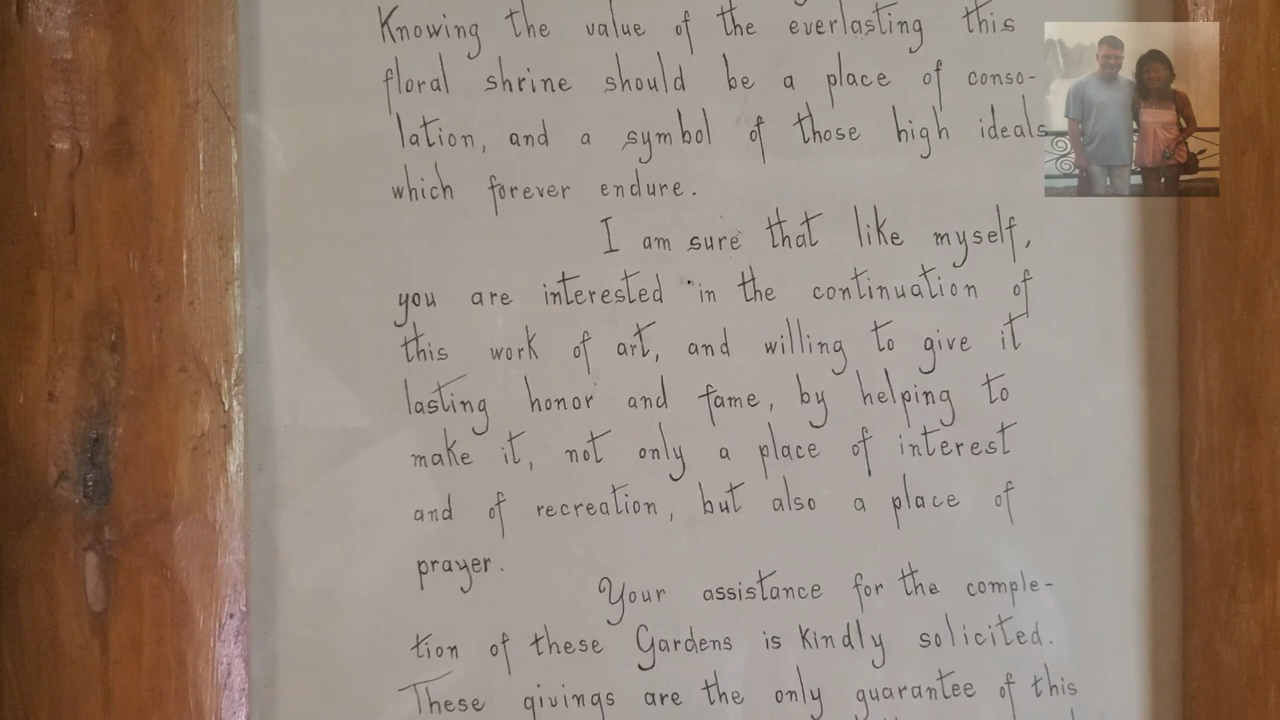 Knowing the value of the everlasting this
floral shrine should be a place of conso-
lation, and a symbol of those high ideals
which forever endure.
I am sure that like myself,
you are interested in the continuation of
this work of art, and willing to give it
lasting honor and fame, by helping to
make it, not only a place of interest
and of recreation, but also a place of
prayer.
Your assistance for the comple-
tion of these Gardens is kindly solicited.
These givings are the only guarantee of this